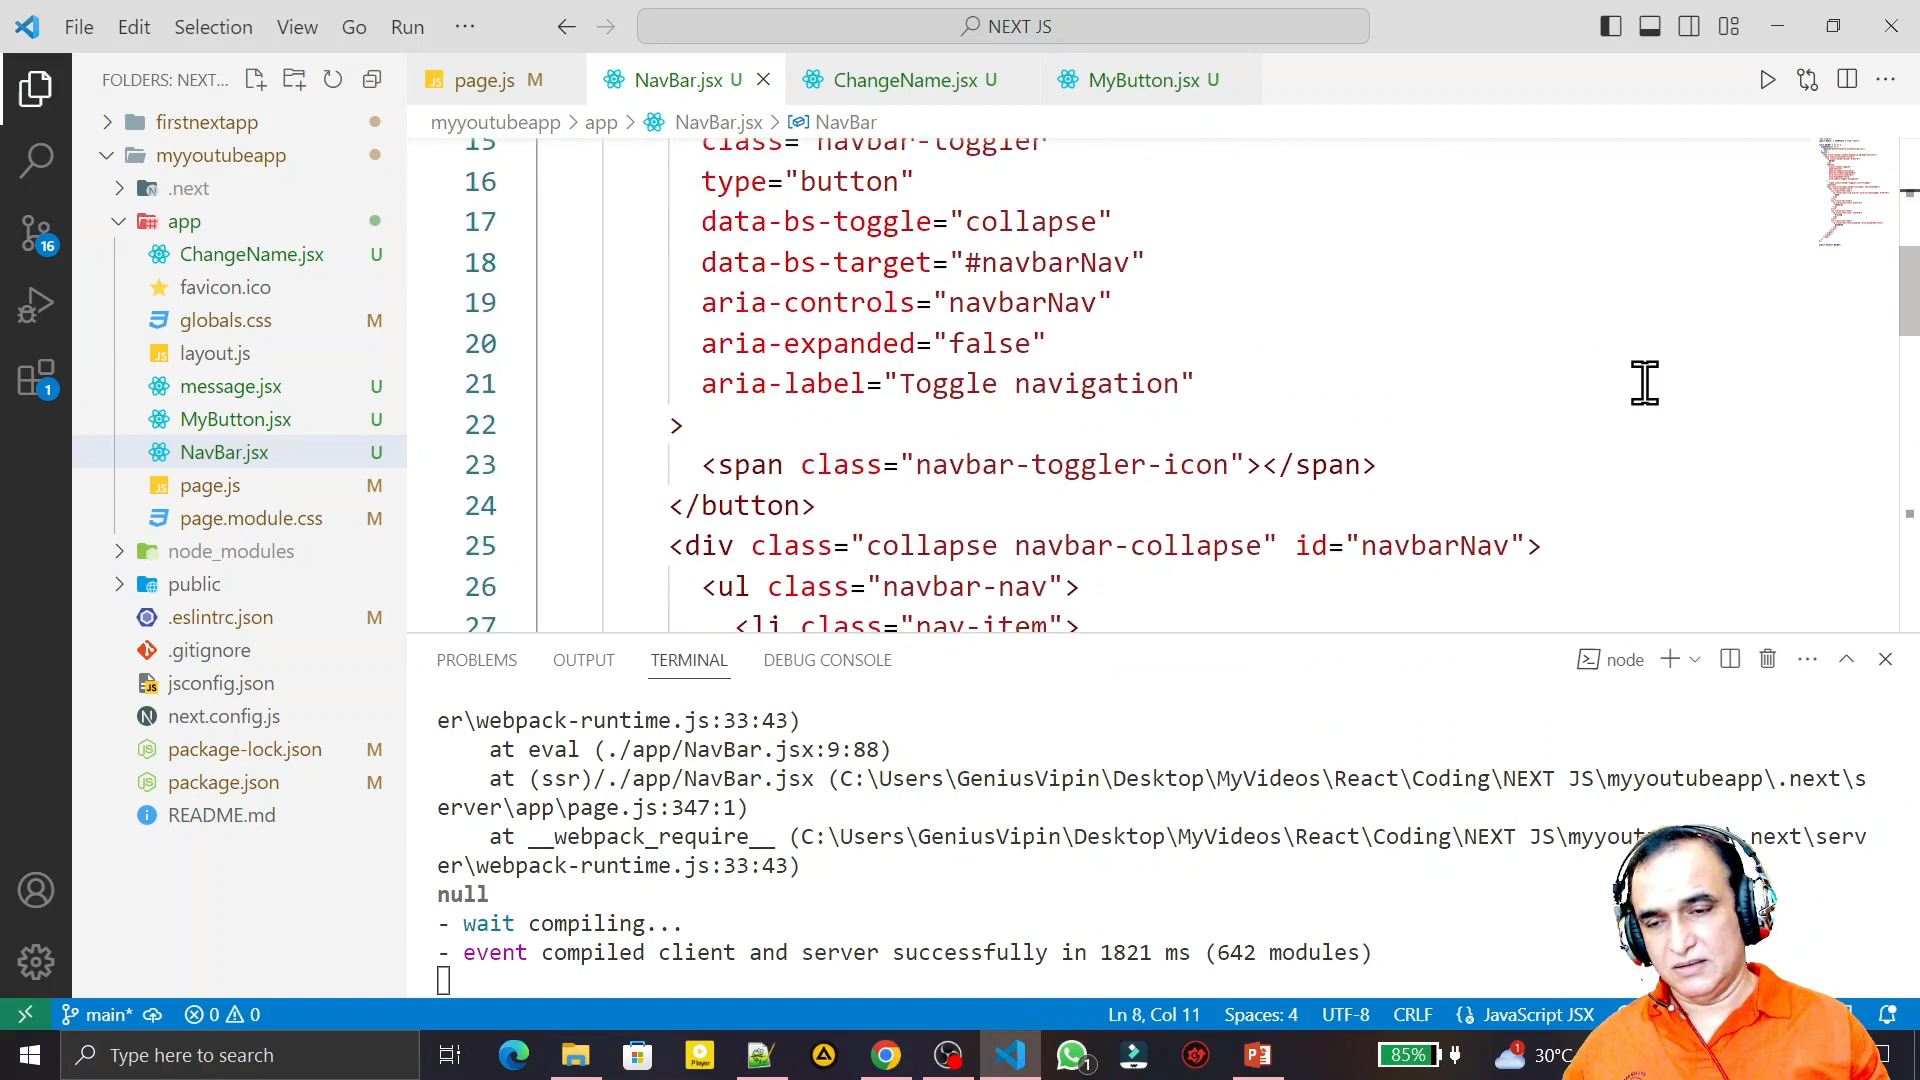 File Edit Selection View Go Run ··· NEXT JS
FOLDERS: NEXT...
page.js M NavBar.jsx U ChangeName.jsx U MyButton.jsx U
myyoutubeapp > app > NavBar.jsx > NavBar
firstnextapp
myyoutubeapp
.next
app
ChangeName.jsx U
favicon.ico
globals.css M
layout.js
message.jsx U
MyButton.jsx U
NavBar.jsx U
page.js M
page.module.css M
node_modules
public
.eslintrc.json M
.gitignore
jsconfig.json
next.config.js
package-lock.json M
package.json M
README.md
16
1
15 class="navbar-toggler
16 type="button"
17 data-bs-toggle="collapse"
18 data-bs-target="#navbarNav"
19 aria-controls="navbarNav"
20 aria-expanded="false"
21 aria-label="Toggle navigation"
22 >
23 <span class="navbar-toggler-icon"></span>
24 </button>
25 <div class="collapse navbar-collapse" id="navbarNav">
26 <ul class="navbar-nav">
27 <li class="nav-item">
PROBLEMS OUTPUT TERMINAL DEBUG CONSOLE node
er\webpack-runtime.js:33:43)
at eval (./app/NavBar.jsx:9:88)
at (ssr)/./app/NavBar.jsx (C:\Users\GeniusVipin\Desktop\MyVideos\React\Coding\NEXT JS\myyoutubeapp\.next\s
erver\app\page.js:347:1)
at __webpack_require__ (C:\Users\GeniusVipin\Desktop\MyVideos\React\Coding\NEXT JS\myyout next\serv
er\webpack-runtime.js:33:43)
null
- wait compiling...
- event compiled client and server successfully in 1821 ms (642 modules)
main* 0 0 Ln 8, Col 11 Spaces: 4 UTF-8 CRLF JavaScript JSX
Type here to search Player 1 85% 1 30°C